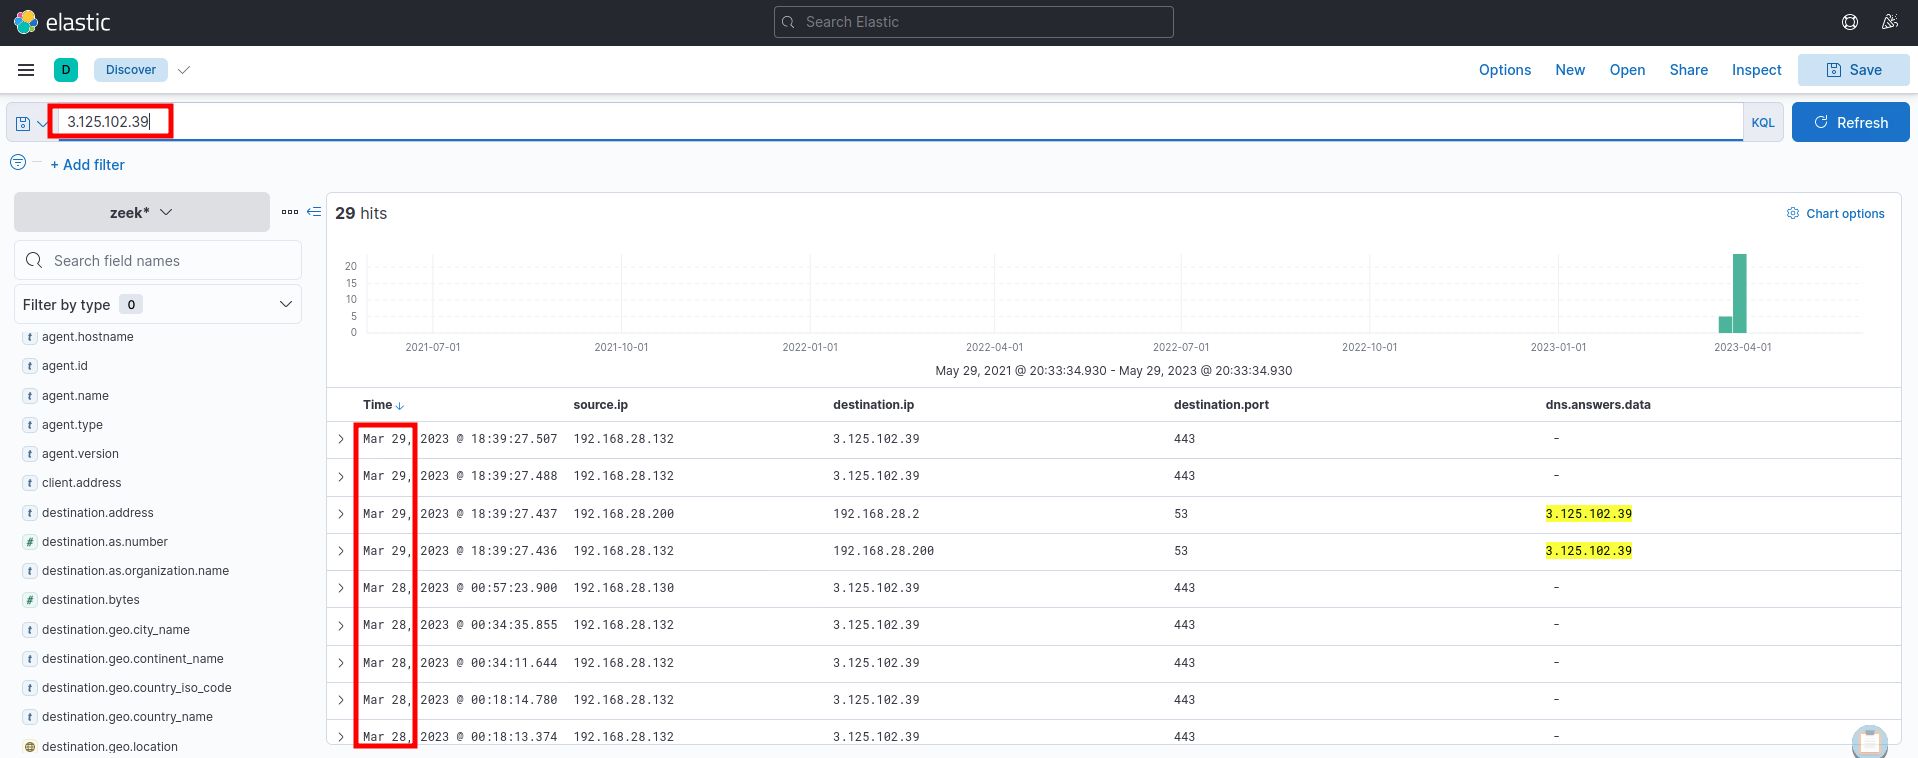 elastic Search Elastic
D Discover Options New Open Share Inspect Save
3.125.102.39 KQL Refresh
+ Add filter
zeek* 29 hits Chart options
Search field names
Filter by type 0
t agent.hostname
t agent.id
t agent.name
t agent.type
t agent.version
t client.address
t destination.address
# destination.as.number
t destination.as.organization.name
# destination.bytes
t destination.geo.city_name
t destination.geo.continent_name
t destination.geo.country_iso_code
t destination.geo.country_name
destination.geo.location
20
15
10
5
0
2021-07-01 2021-10-01 2022-01-01 2022-04-01 2022-07-01 2022-10-01 2023-01-01 2023-04-01
May 29, 2021 @ 20:33:34.930 - May 29, 2023 @ 20:33:34.930
Time source.ip destination.ip destination.port dns.answers.data
Mar 29, 2023 @ 18:39:27.507 192.168.28.132 3.125.102.39 443 -
Mar 29, 2023 @ 18:39:27.488 192.168.28.132 3.125.102.39 443 -
Mar 29, 2023 @ 18:39:27.437 192.168.28.200 192.168.28.2 53 3.125.102.39
Mar 29, 2023 @ 18:39:27.436 192.168.28.132 192.168.28.200 53 3.125.102.39
Mar 28, 2023 @ 00:57:23.900 192.168.28.130 3.125.102.39 443 -
Mar 28, 2023 @ 00:34:35.855 192.168.28.132 3.125.102.39 443 -
Mar 28, 2023 @ 00:34:11.644 192.168.28.132 3.125.102.39 443 -
Mar 28, 2023 @ 00:18:14.780 192.168.28.132 3.125.102.39 443 -
Mar 28, 2023 @ 00:18:13.374 192.168.28.132 3.125.102.39 443 -